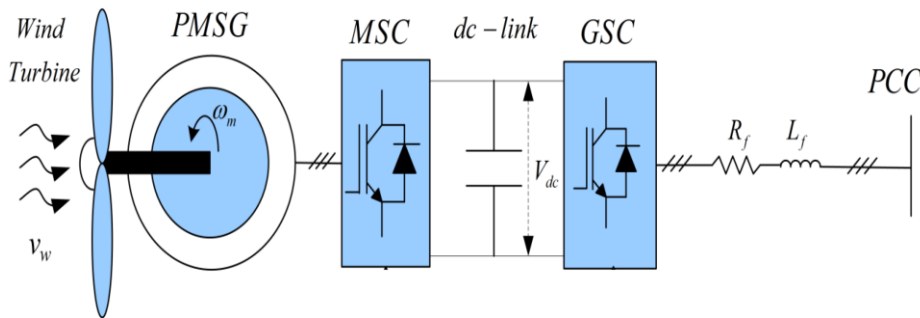 Wind
Turbine
PMSG
MSC
dc – link
GSC
PCC
ω_m
R_f
L_f
V_dc
v_w